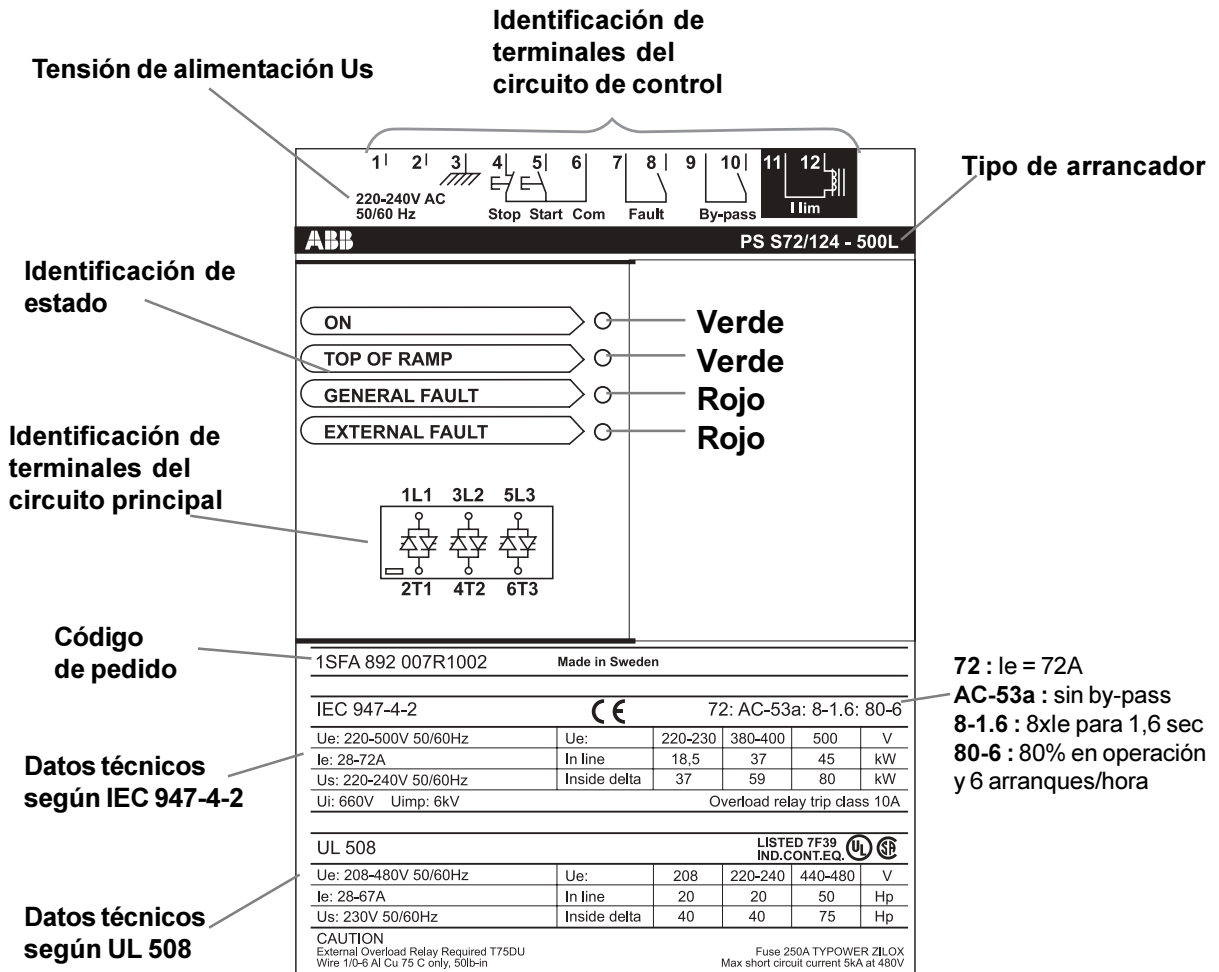 Identificación de
terminales del
circuito de control
Tensión de alimentación Us
1 2 3 4 5 6 7 8 9 10 11 12
220-240V AC
50/60 Hz
Stop Start Com Fault By-pass I lim
Tipo de arrancador
ABB PS S72/124 - 500L
Identificación de
estado
ON Verde
TOP OF RAMP Verde
GENERAL FAULT Rojo
EXTERNAL FAULT Rojo
Identificación de
terminales del
circuito principal
1L1 3L2 5L3
2T1 4T2 6T3
Código
de pedido
1SFA 892 007R1002 Made in Sweden
72 : Ie = 72A
AC-53a : sin by-pass
8-1.6 : 8xIe para 1,6 sec
80-6 : 80% en operación
y 6 arranques/hora
IEC 947-4-2 CE 72: AC-53a: 8-1.6: 80-6
Ue: 220-500V 50/60Hz Ue: 220-230 380-400 500 V
Ie: 28-72A In line 18,5 37 45 kW
Us: 220-240V 50/60Hz Inside delta 37 59 80 kW
Ui: 660V Uimp: 6kV Overload relay trip class 10A
Datos técnicos
según IEC 947-4-2
UL 508 LISTED 7F39 UL SA
IND.CONT.EQ.
Ue: 208-480V 50/60Hz Ue: 208 220-240 440-480 V
Ie: 28-67A In line 20 20 50 Hp
Us: 230V 50/60Hz Inside delta 40 40 75 Hp
Datos técnicos
según UL 508
CAUTION
External Overload Relay Required T75DU Fuse 250A TYPOWER ZILOX
Wire 1/0-6 Al Cu 75 C only, 50lb-in Max short circuit current 5kA at 480V